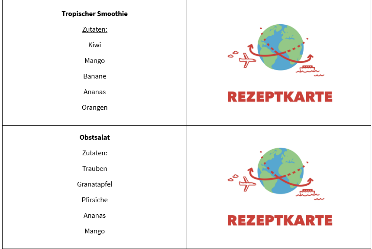 Tropischer Smoothie
Zutaten:
Kiwi
Mango
Banane
Ananas
Orangen
REZEPTKARTE
Obstsalat
Zutaten:
Trauben
Granatapfel
Pfirsiche
Ananas
Mango
REZEPTKARTE